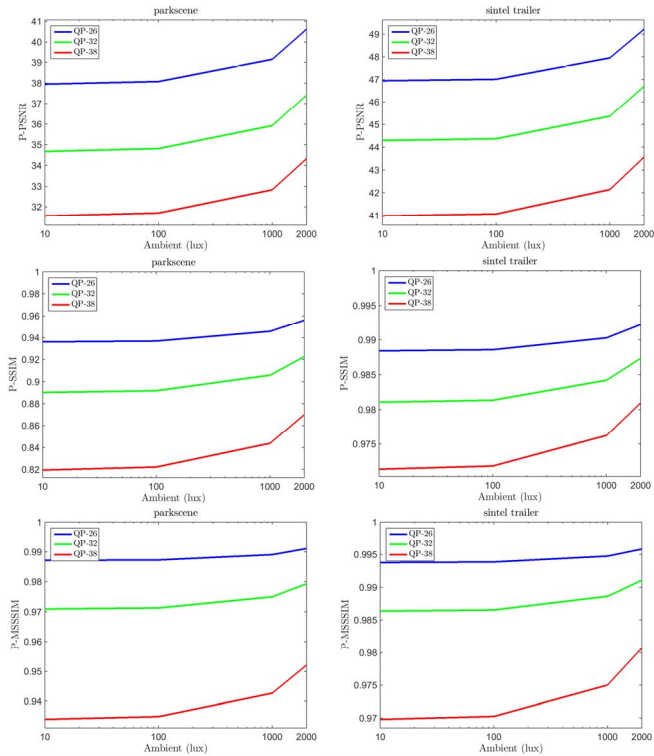 parkscene
41
40
39
38
37
36
35
34
33
32
P-PSNR
QP-26
QP-32
QP-38
10
100
1000
2000
Ambient (lux)
sintel trailer
49
48
47
46
45
44
43
42
41
P-PSNR
QP-26
QP-32
QP-38
10
100
1000
2000
Ambient (lux)
parkscene
1
0.98
0.96
0.94
0.92
0.9
0.88
0.86
0.84
0.82
P-SSIM
QP-26
QP-32
QP-38
10
100
1000
2000
Ambient (lux)
sintel trailer
1
0.995
0.99
0.985
0.98
0.975
P-SSIM
QP-26
QP-32
QP-38
10
100
1000
2000
Ambient (lux)
parkscene
1
0.99
0.98
0.97
0.96
0.95
0.94
P-MSSSIM
QP-26
QP-32
QP-38
10
100
1000
2000
Ambient (lux)
sintel trailer
1
0.995
0.99
0.985
0.98
0.975
0.97
P-MSSSIM
QP-26
QP-32
QP-38
10
100
1000
2000
Ambient (lux)